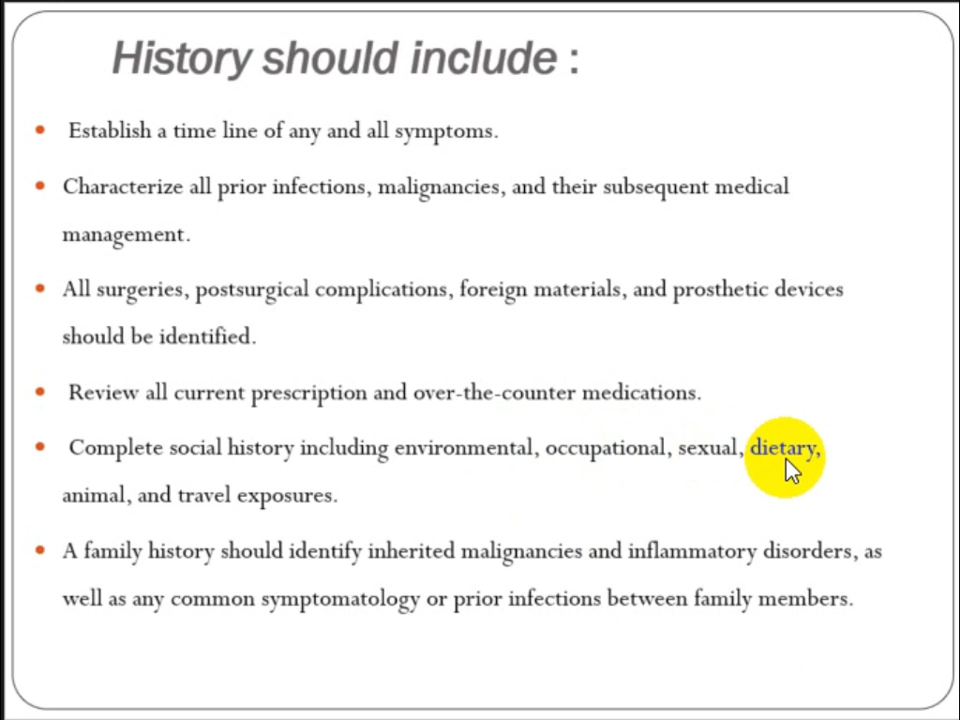 History should include :
• Establish a time line of any and all symptoms.
• Characterize all prior infections, malignancies, and their subsequent medical
management.
• All surgeries, postsurgical complications, foreign materials, and prosthetic devices
should be identified.
• Review all current prescription and over-the-counter medications.
• Complete social history including environmental, occupational, sexual, dietary,
animal, and travel exposures.
• A family history should identify inherited malignancies and inflammatory disorders, as
well as any common symptomatology or prior infections between family members.